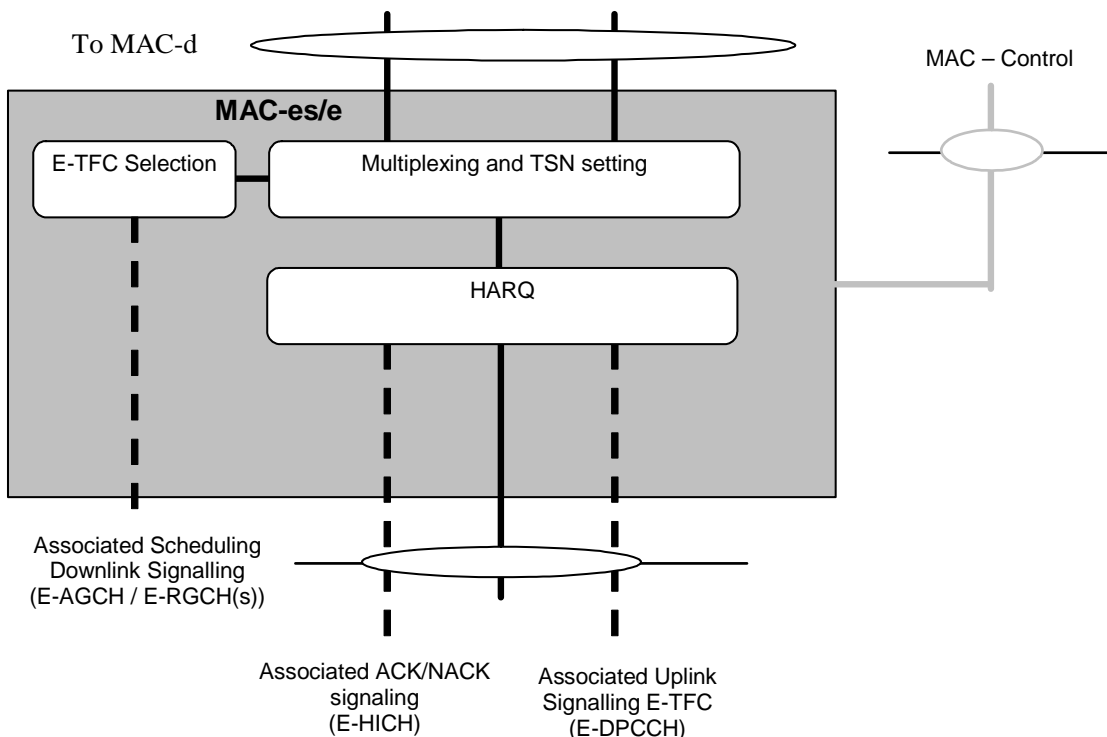 To MAC-d
MAC – Control
MAC-es/e
E-TFC Selection
Multiplexing and TSN setting
HARQ
Associated Scheduling
Downlink Signalling
(E-AGCH / E-RGCH(s))
Associated ACK/NACK
signaling
(E-HICH)
Associated Uplink
Signalling E-TFC
(E-DPCCH)